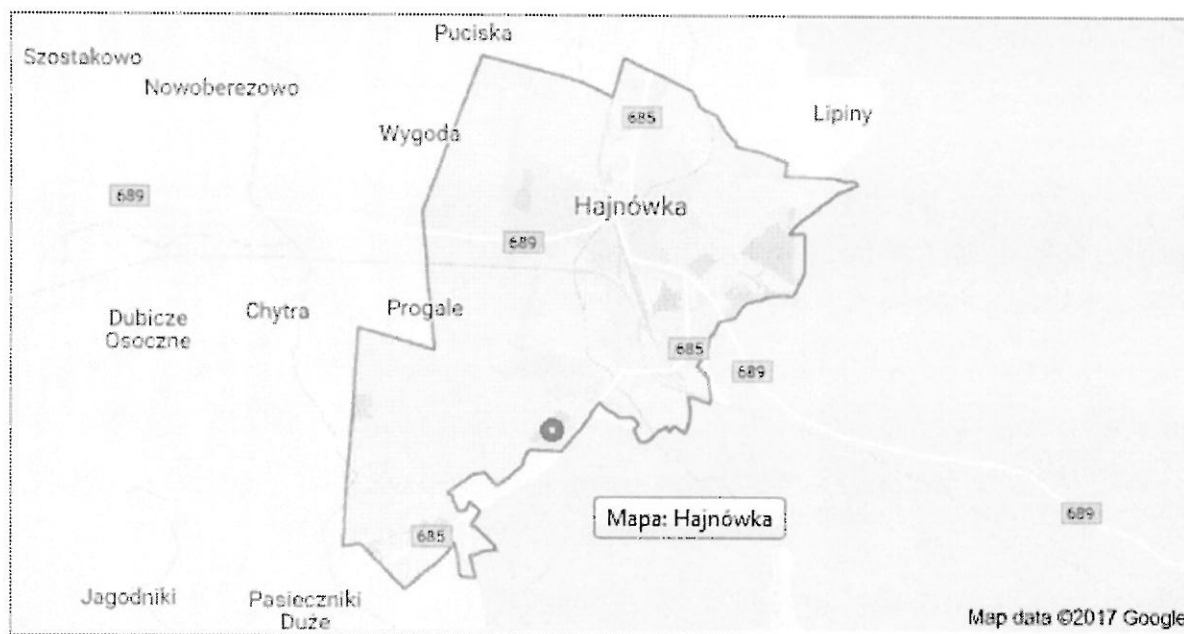 Puciska
Szostakowo
Nowoberezowo
685
Lipiny
Wygoda
689
Hajnówka
689
Progale
Chytra
Dubicze
Osoczne
685
689
Mapa: Hajnówka
689
685
Jagodniki
Pasieczniki
Duże
Map data ©2017 Google